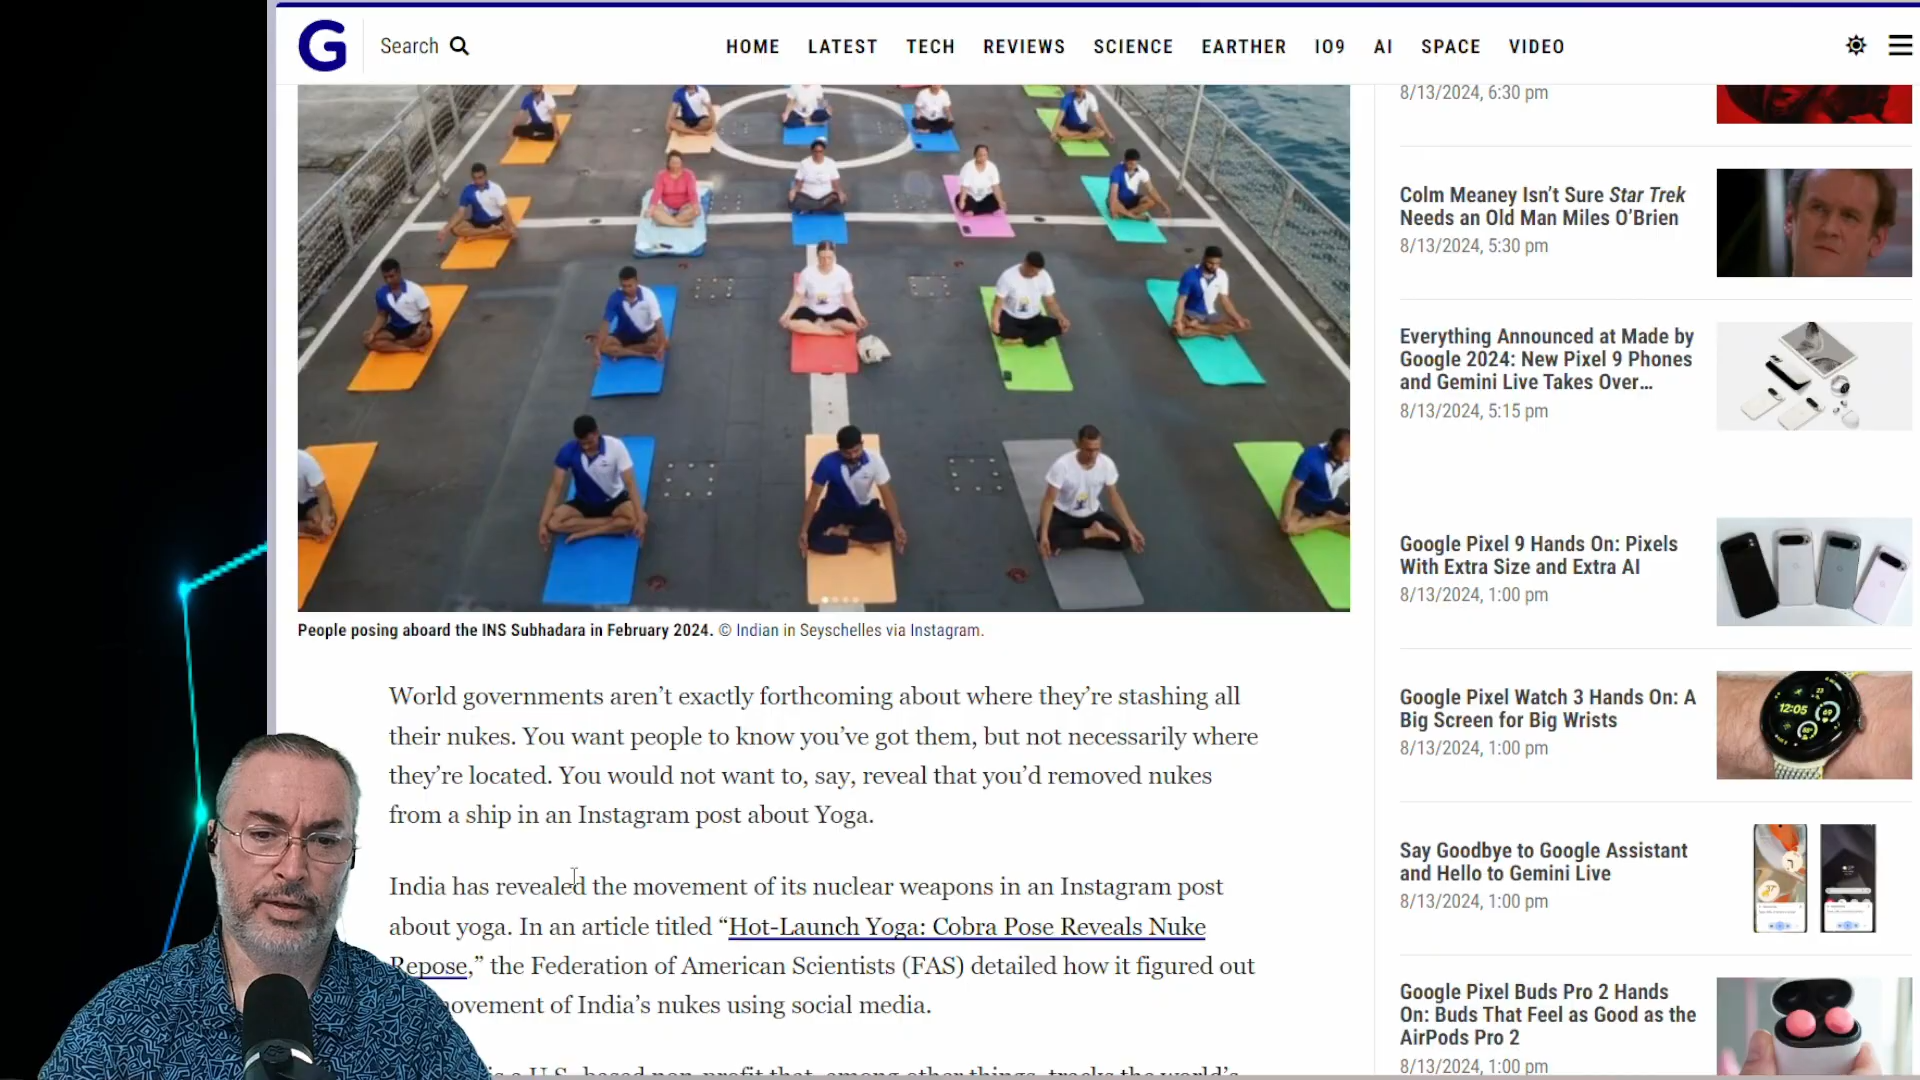 G
Search
HOME LATEST TECH REVIEWS SCIENCE EARTHER IO9 AI SPACE VIDEO
People posing aboard the INS Subhadara in February 2024. © Indian in Seyschelles via Instagram.
World governments aren’t exactly forthcoming about where they’re stashing all
their nukes. You want people to know you’ve got them, but not necessarily where
they’re located. You would not want to, say, reveal that you’d removed nukes
from a ship in an Instagram post about Yoga.
India has revealed the movement of its nuclear weapons in an Instagram post
about yoga. In an article titled “Hot-Launch Yoga: Cobra Pose Reveals Nuke
Repose,” the Federation of American Scientists (FAS) detailed how it figured out
movement of India’s nukes using social media.
is a U.S.-based non-profit that, among other things, tracks the world’s
8/13/2024, 6:30 pm
Colm Meaney Isn’t Sure Star Trek
Needs an Old Man Miles O’Brien
8/13/2024, 5:30 pm
Everything Announced at Made by
Google 2024: New Pixel 9 Phones
and Gemini Live Takes Over...
8/13/2024, 5:15 pm
Google Pixel 9 Hands On: Pixels
With Extra Size and Extra AI
8/13/2024, 1:00 pm
Google Pixel Watch 3 Hands On: A
Big Screen for Big Wrists
8/13/2024, 1:00 pm
12:05
Say Goodbye to Google Assistant
and Hello to Gemini Live
8/13/2024, 1:00 pm
Google Pixel Buds Pro 2 Hands
On: Buds That Feel as Good as the
AirPods Pro 2
8/13/2024, 1:00 pm